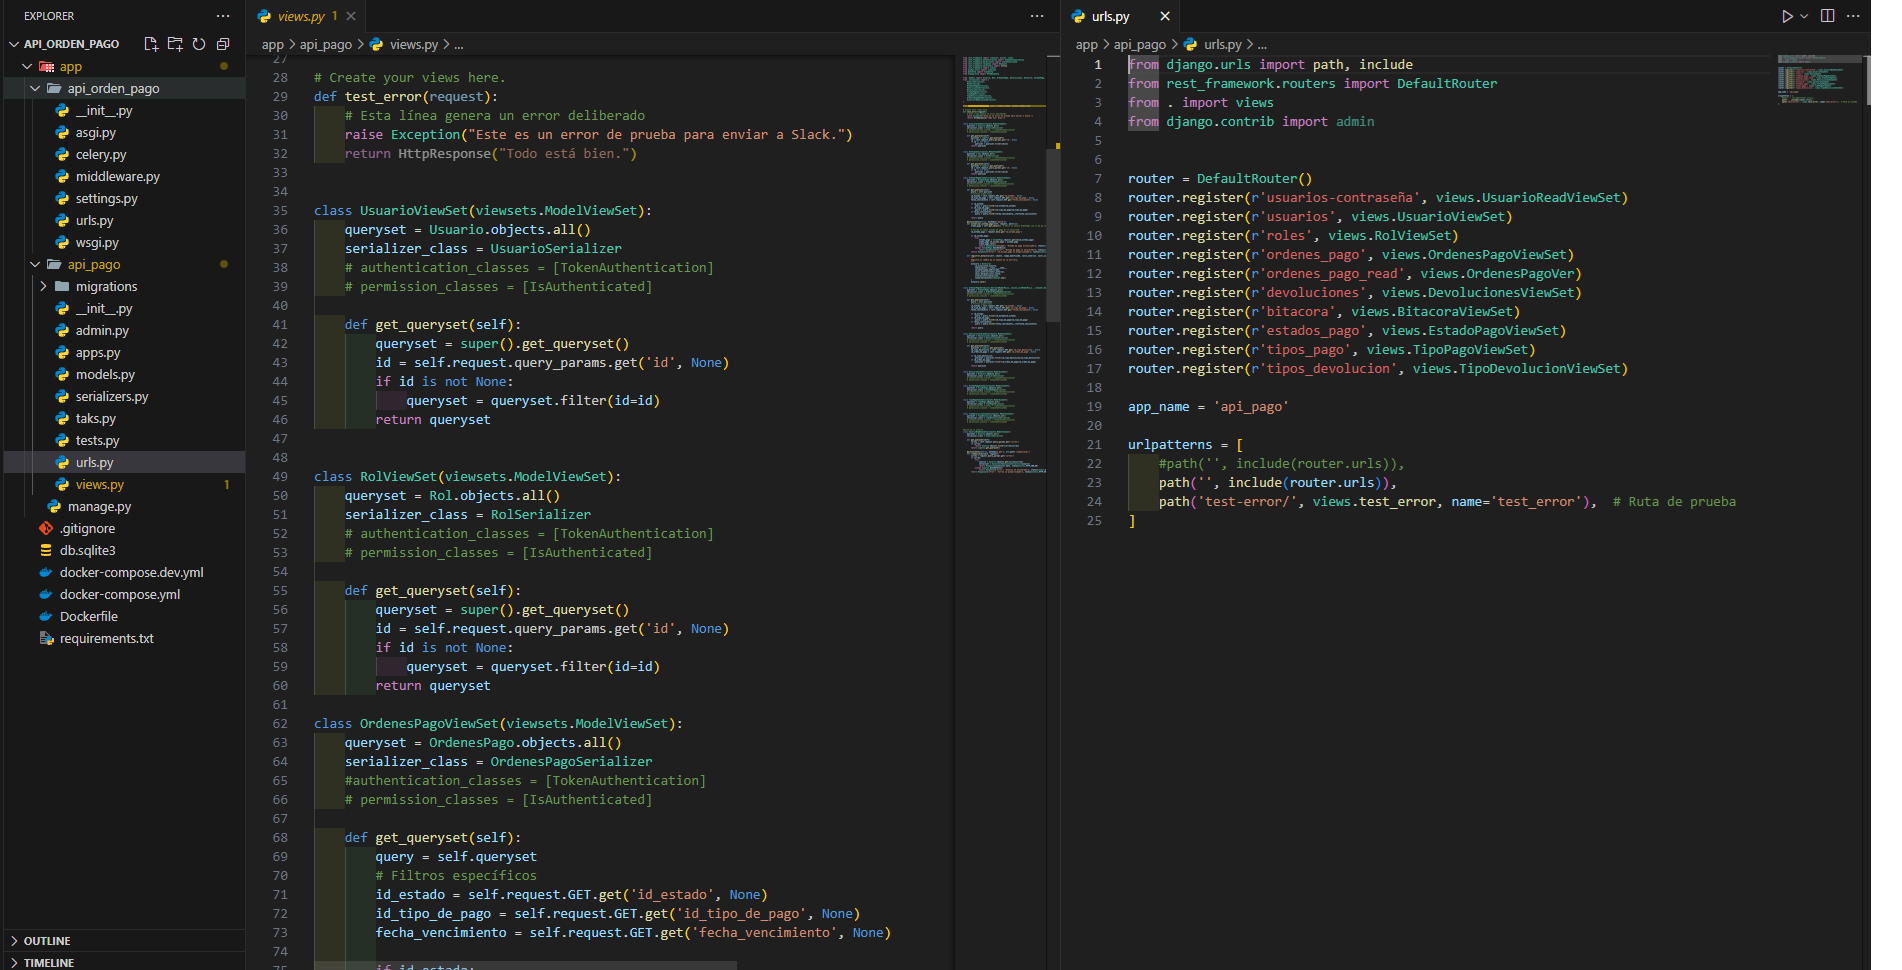 EXPLORER
API_ORDEN_PAGO
app
api_orden_pago
__init__.py
asgi.py
celery.py
middleware.py
settings.py
urls.py
wsgi.py
api_pago
migrations
__init__.py
admin.py
apps.py
models.py
serializers.py
taks.py
tests.py
urls.py
views.py 1
manage.py
.gitignore
db.sqlite3
docker-compose.dev.yml
docker-compose.yml
Dockerfile
requirements.txt
OUTLINE
TIMELINE
views.py 1
app > api_pago > views.py > ...
27
28 # Create your views here.
29 def test_error(request):
30 # Esta línea genera un error deliberado
31 raise Exception("Este es un error de prueba para enviar a Slack.")
32 return HttpResponse("Todo está bien.")
33
34
35 class UsuarioViewSet(viewsets.ModelViewSet):
36 queryset = Usuario.objects.all()
37 serializer_class = UsuarioSerializer
38 # authentication_classes = [TokenAuthentication]
39 # permission_classes = [IsAuthenticated]
40
41 def get_queryset(self):
42 queryset = super().get_queryset()
43 id = self.request.query_params.get('id', None)
44 if id is not None:
45 queryset = queryset.filter(id=id)
46 return queryset
47
48
49 class RolViewSet(viewsets.ModelViewSet):
50 queryset = Rol.objects.all()
51 serializer_class = RolSerializer
52 # authentication_classes = [TokenAuthentication]
53 # permission_classes = [IsAuthenticated]
54
55 def get_queryset(self):
56 queryset = super().get_queryset()
57 id = self.request.query_params.get('id', None)
58 if id is not None:
59 queryset = queryset.filter(id=id)
60 return queryset
61
62 class OrdenesPagoViewSet(viewsets.ModelViewSet):
63 queryset = OrdenesPago.objects.all()
64 serializer_class = OrdenesPagoSerializer
65 #authentication_classes = [TokenAuthentication]
66 # permission_classes = [IsAuthenticated]
67
68 def get_queryset(self):
69 query = self.queryset
70 # Filtros específicos
71 id_estado = self.request.GET.get('id_estado', None)
72 id_tipo_de_pago = self.request.GET.get('id_tipo_de_pago', None)
73 fecha_vencimiento = self.request.GET.get('fecha_vencimiento', None)
74
75 if id_estado:
urls.py
app > api_pago > urls.py > ...
1 from django.urls import path, include
2 from rest_framework.routers import DefaultRouter
3 from . import views
4 from django.contrib import admin
5
6
7 router = DefaultRouter()
8 router.register(r'usuarios-contraseña', views.UsuarioReadViewSet)
9 router.register(r'usuarios', views.UsuarioViewSet)
10 router.register(r'roles', views.RolViewSet)
11 router.register(r'ordenes_pago', views.OrdenesPagoViewSet)
12 router.register(r'ordenes_pago_read', views.OrdenesPagoVer)
13 router.register(r'devoluciones', views.DevolucionesViewSet)
14 router.register(r'bitacora', views.BitacoraViewSet)
15 router.register(r'estados_pago', views.EstadoPagoViewSet)
16 router.register(r'tipos_pago', views.TipoPagoViewSet)
17 router.register(r'tipos_devolucion', views.TipoDevolucionViewSet)
18
19 app_name = 'api_pago'
20
21 urlpatterns = [
22 #path('', include(router.urls)),
23 path('', include(router.urls)),
24 path('test-error/', views.test_error, name='test_error'), # Ruta de prueba
25 ]